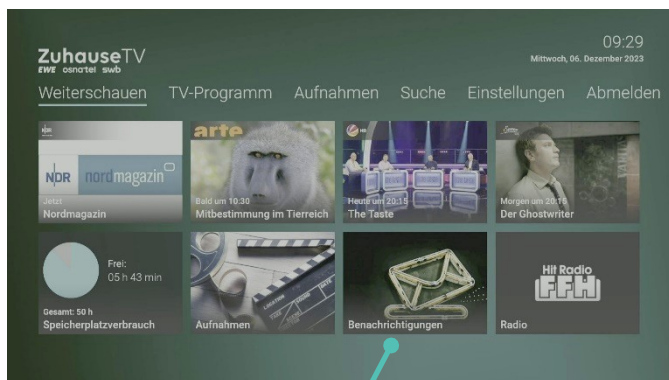 09:29
ZuhauseTV
Mittwoch, 06. Dezember 2023
EWE osnatel swb
Weiterschauen TV-Programm Aufnahmen Suche Einstellungen Abmelden
NDR
arte
HD
NDR nordmagazin
Jetzt
Nordmagazin
Bald um 10:30
Mitbestimmung im Tierreich
Heute um 20:15
The Taste
Morgen um 20:15
Der Ghostwriter
Frei:
05 h 43 min
Gesamt: 50 h
Speicherplatzverbrauch
Aufnahmen
Benachrichtigungen
Hit Radio
FFH
Radio